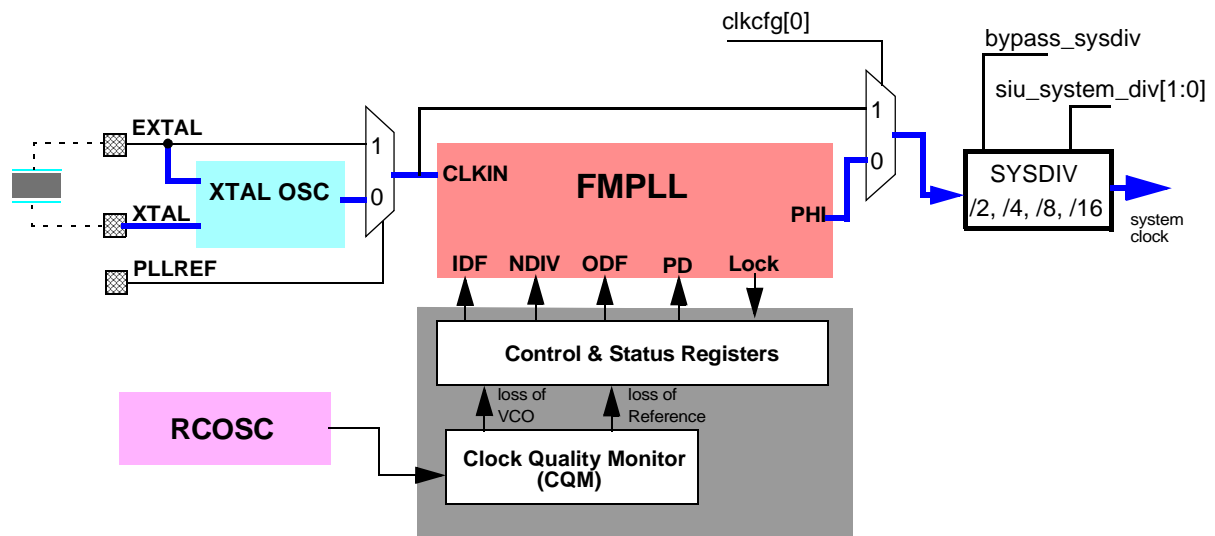 clkcfg[0]
bypass_sysdiv
siu_system_div[1:0]
EXTAL
1
1
XTAL OSC
CLKIN
FMPLL
0
SYSDIV
0
/2, /4, /8, /16
XTAL
PHI
system
clock
PLLREF
IDF NDIV ODF PD Lock
Control & Status Registers
loss of
VCO
loss of
Reference
RCOSC
Clock Quality Monitor
(CQM)